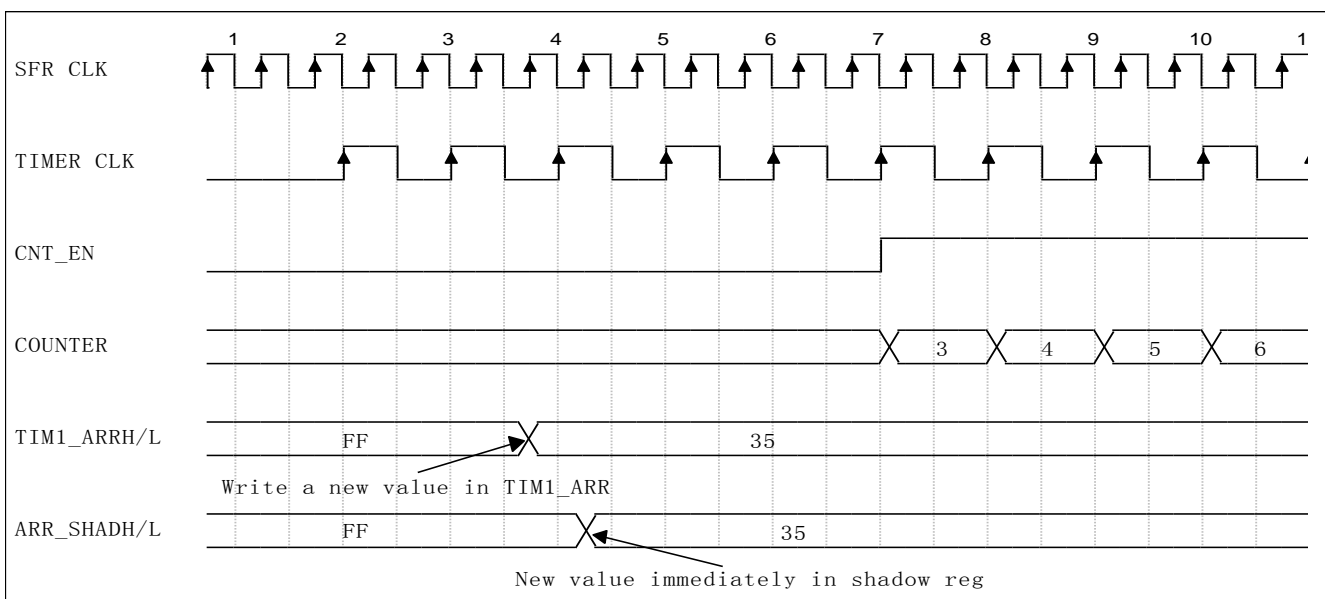 1 2 3 4 5 6 7 8 9 10 1
SFR CLK
TIMER CLK
CNT_EN
COUNTER 3 4 5 6
TIM1_ARRH/L FF 35
Write a new value in TIM1_ARR
ARR_SHADH/L FF 35
New value immediately in shadow reg